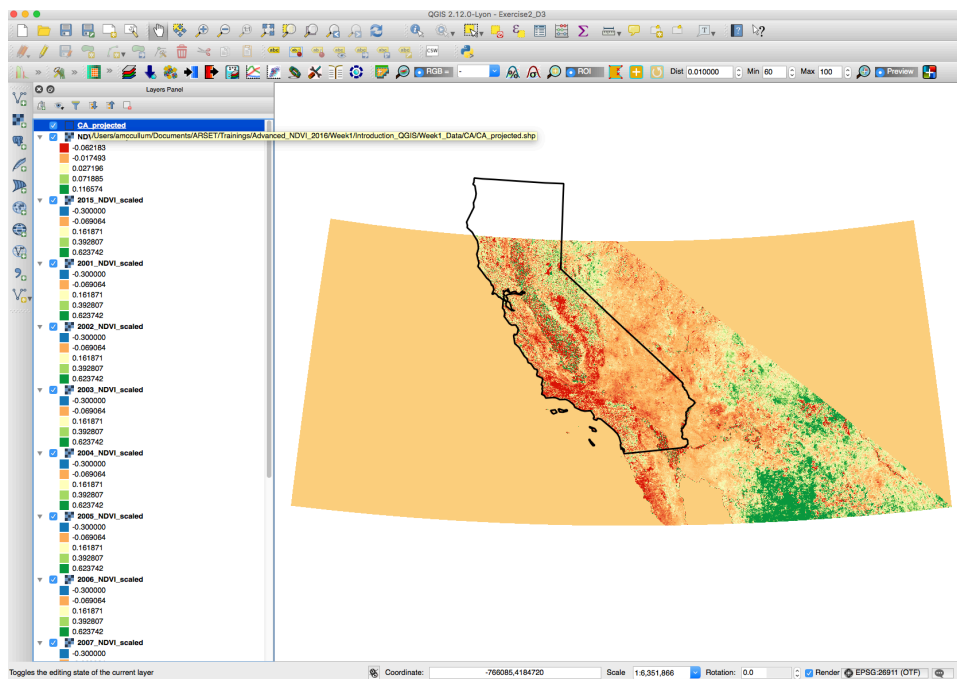 QGIS 2.12.0-Lyon - Exercise2_D3
abc
CSW
RGB =
-
ROI
Dist 0.010000
Min 60
Max 100
Preview
Layers Panel
CA_projected
/Users/amccullum/Documents/ARSET/Trainings/Advanced_NDVI_2016/Week1/Introduction_QGIS/Week1_Data/CA/CA_projected.shp
-0.062183
-0.017493
0.027196
0.071885
0.116574
2015_NDVI_scaled
-0.300000
-0.069064
0.161871
0.392807
0.623742
2001_NDVI_scaled
-0.300000
-0.069064
0.161871
0.392807
0.623742
2002_NDVI_scaled
-0.300000
-0.069064
0.161871
0.392807
0.623742
2003_NDVI_scaled
-0.300000
-0.069064
0.161871
0.392807
0.623742
2004_NDVI_scaled
-0.300000
-0.069064
0.161871
0.392807
0.623742
2005_NDVI_scaled
-0.300000
-0.069064
0.161871
0.392807
0.623742
2006_NDVI_scaled
-0.300000
-0.069064
0.161871
0.392807
0.623742
2007_NDVI_scaled
-0.300000
Toggles the editing state of the current layer
Coordinate: -766085,4184720
Scale 1:6,351,866
Rotation: 0.0
Render
EPSG:26911 (OTF)